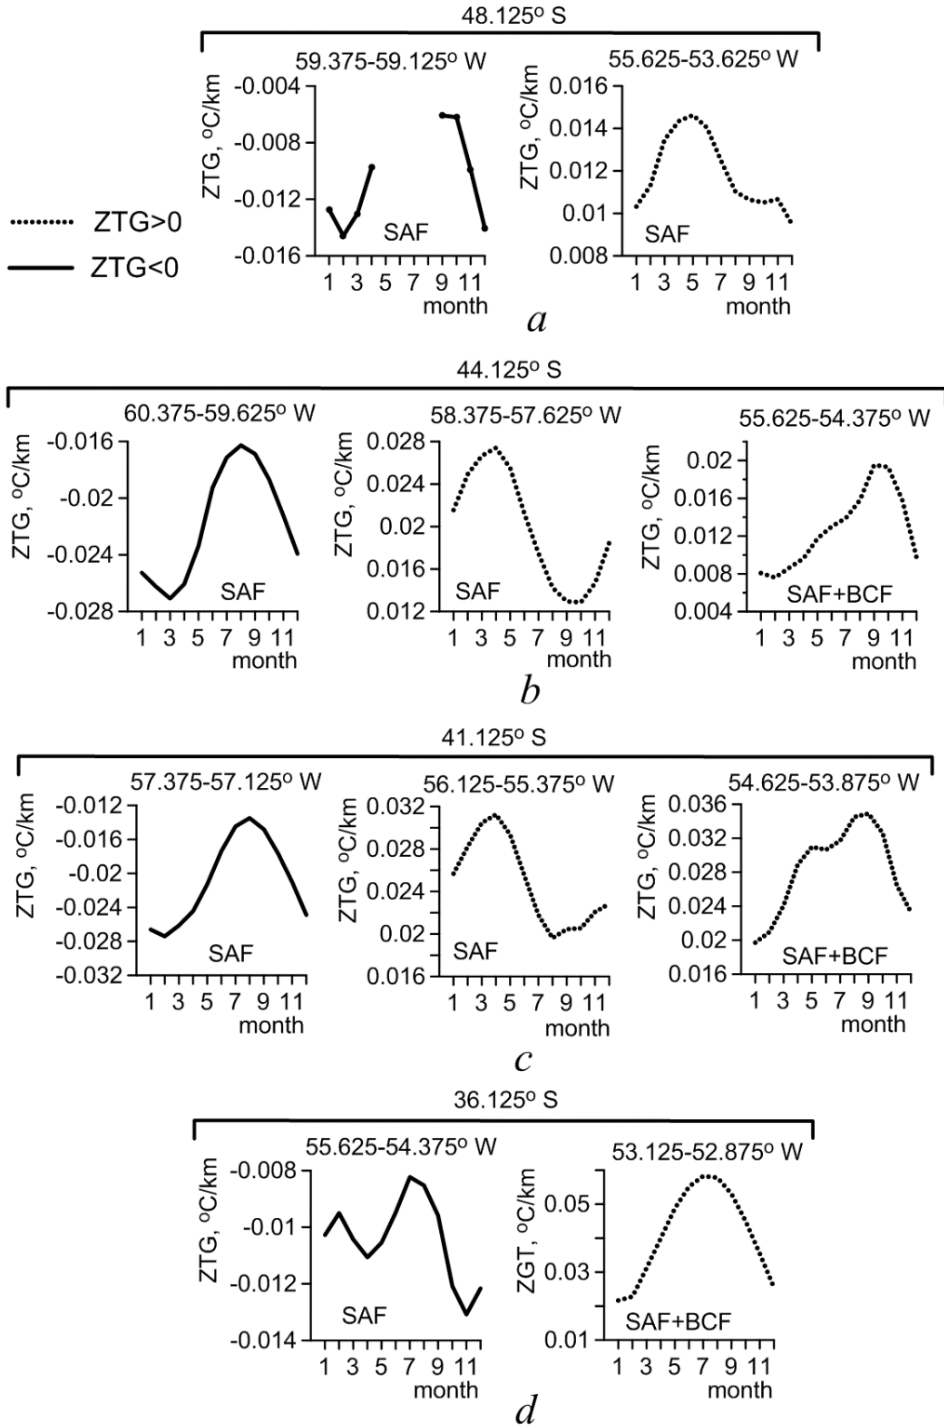 48.125° S
59.375-59.125° W
55.625-53.625° W
ZTG, °C/km
-0.004
-0.008
-0.012
-0.016
SAF
1 3 5 7 9 11
month
ZTG, °C/km
0.016
0.014
0.012
0.01
0.008
SAF
1 3 5 7 9 11
month
ZTG>0
ZTG<0
a
44.125° S
60.375-59.625° W
58.375-57.625° W
55.625-54.375° W
ZTG, °C/km
-0.016
-0.02
-0.024
-0.028
SAF
1 3 5 7 9 11
month
ZTG, °C/km
0.028
0.024
0.02
0.016
0.012
SAF
1 3 5 7 9 11
month
ZTG, °C/km
0.02
0.016
0.012
0.008
0.004
SAF+BCF
1 3 5 7 9 11
month
b
41.125° S
57.375-57.125° W
56.125-55.375° W
54.625-53.875° W
ZTG, °C/km
-0.012
-0.016
-0.02
-0.024
-0.028
-0.032
SAF
1 3 5 7 9 11
month
ZTG, °C/km
0.032
0.028
0.024
0.02
0.016
SAF
1 3 5 7 9 11
month
ZTG, °C/km
0.036
0.032
0.028
0.024
0.02
0.016
SAF+BCF
1 3 5 7 9 11
month
c
36.125° S
55.625-54.375° W
53.125-52.875° W
ZTG, °C/km
-0.008
-0.01
-0.012
-0.014
SAF
1 3 5 7 9 11
month
ZGT, °C/km
0.05
0.03
0.01
SAF+BCF
1 3 5 7 9 11
month
d